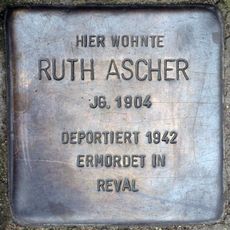 HIER WOHNTE
RUTH ASCHER
JG. 1904
DEPORTIERT 1942
ERMORDET IN
REVAL